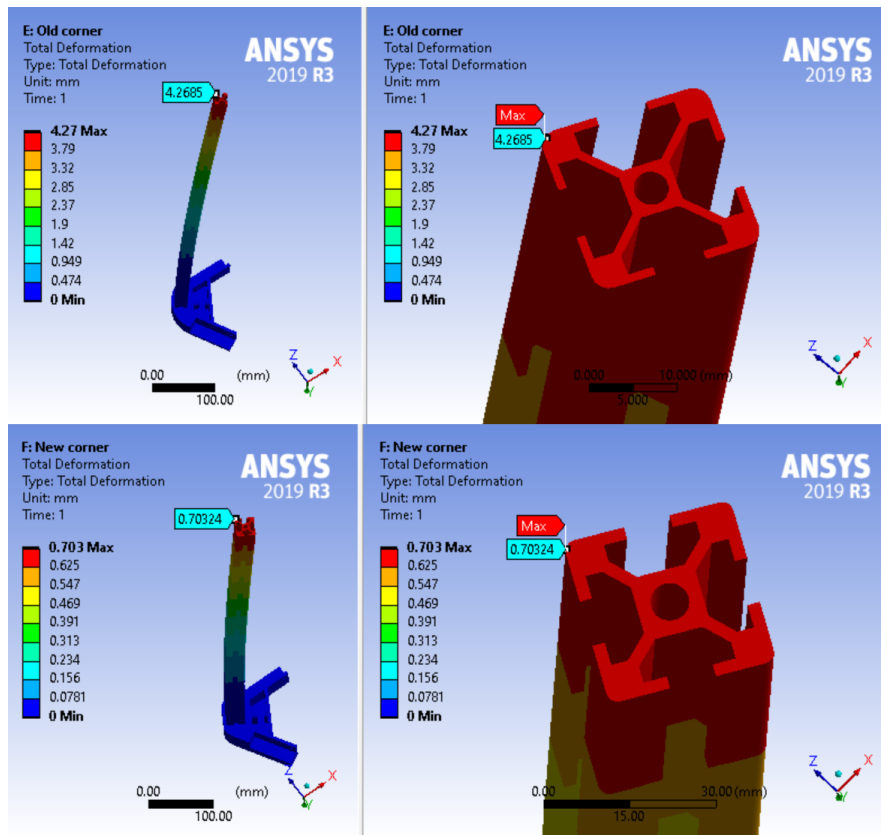 E: Old corner
Total Deformation
Type: Total Deformation
Unit: mm
Time: 1
ANSYS
2019 R3
4.2685
4.27 Max
3.79
3.32
2.85
2.37
1.9
1.42
0.949
0.474
0 Min
0.00
(mm)
100.00
Z
X
Y
E: Old corner
Total Deformation
Type: Total Deformation
Unit: mm
Time: 1
ANSYS
2019 R3
Max
4.2685
4.27 Max
3.79
3.32
2.85
2.37
1.9
1.42
0.949
0.474
0 Min
0.000
10.000 (mm)
5.000
Z
X
Y
F: New corner
Total Deformation
Type: Total Deformation
Unit: mm
Time: 1
ANSYS
2019 R3
0.70324
0.703 Max
0.625
0.547
0.469
0.391
0.313
0.234
0.156
0.0781
0 Min
0.00
(mm)
100.00
Z
X
Y
F: New corner
Total Deformation
Type: Total Deformation
Unit: mm
Time: 1
ANSYS
2019 R3
Max
0.70324
0.703 Max
0.625
0.547
0.469
0.391
0.313
0.234
0.156
0.0781
0 Min
0.00
30.00 (mm)
15.00
Z
X
Y